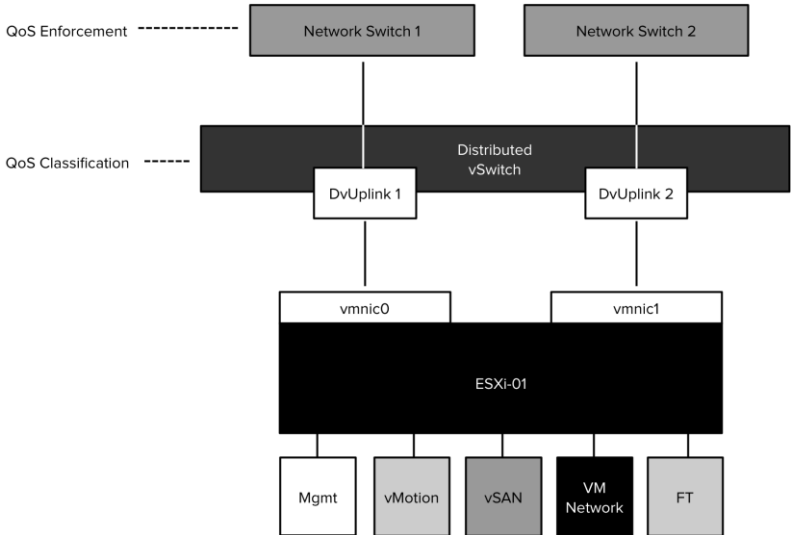 QoS Enforcement
Network Switch 1
Network Switch 2
QoS Classification
Distributed
vSwitch
DvUplink 1
DvUplink 2
vmnic0
vmnic1
ESXi-01
Mgmt
vMotion
vSAN
VM
Network
FT